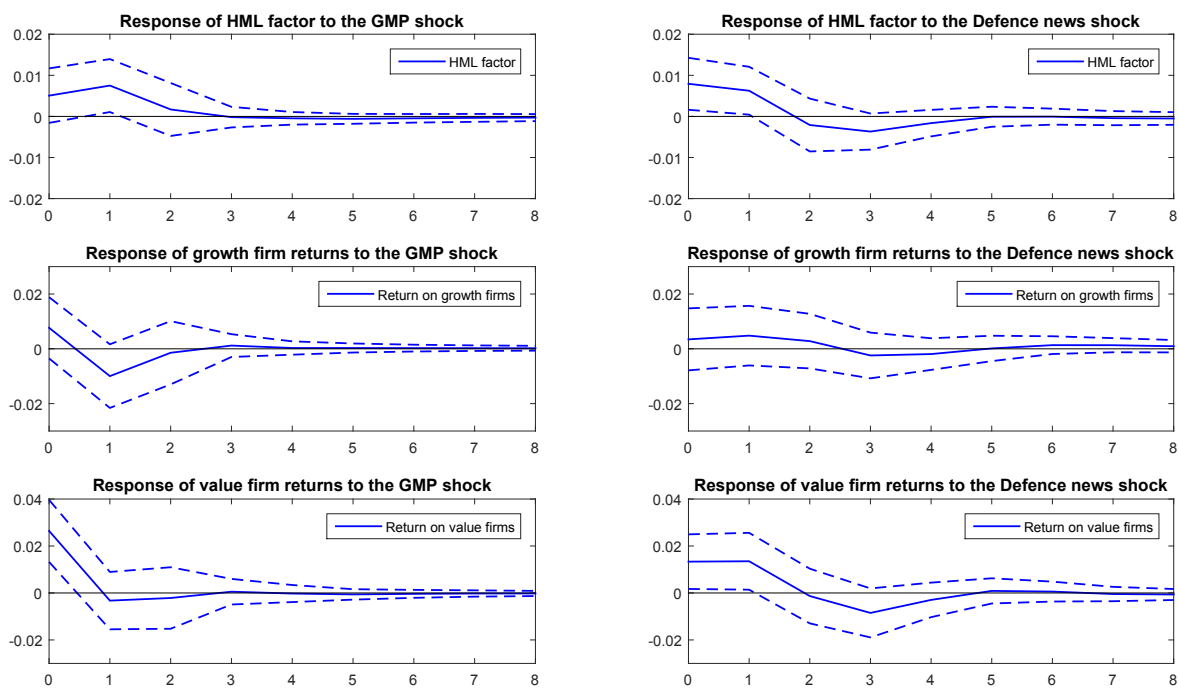 Response of HML factor to the GMP shock
0.02
0.01
0
-0.01
-0.02
HML factor
0 1 2 3 4 5 6 7 8
Response of HML factor to the Defence news shock
0.02
0.01
0
-0.01
-0.02
HML factor
0 1 2 3 4 5 6 7 8
Response of growth firm returns to the GMP shock
0.02
0
-0.02
Return on growth firms
0 1 2 3 4 5 6 7 8
Response of growth firm returns to the Defence news shock
0.02
0
-0.02
Return on growth firms
0 1 2 3 4 5 6 7 8
Response of value firm returns to the GMP shock
0.04
0.02
0
-0.02
Return on value firms
0 1 2 3 4 5 6 7 8
Response of value firm returns to the Defence news shock
0.04
0.02
0
-0.02
Return on value firms
0 1 2 3 4 5 6 7 8